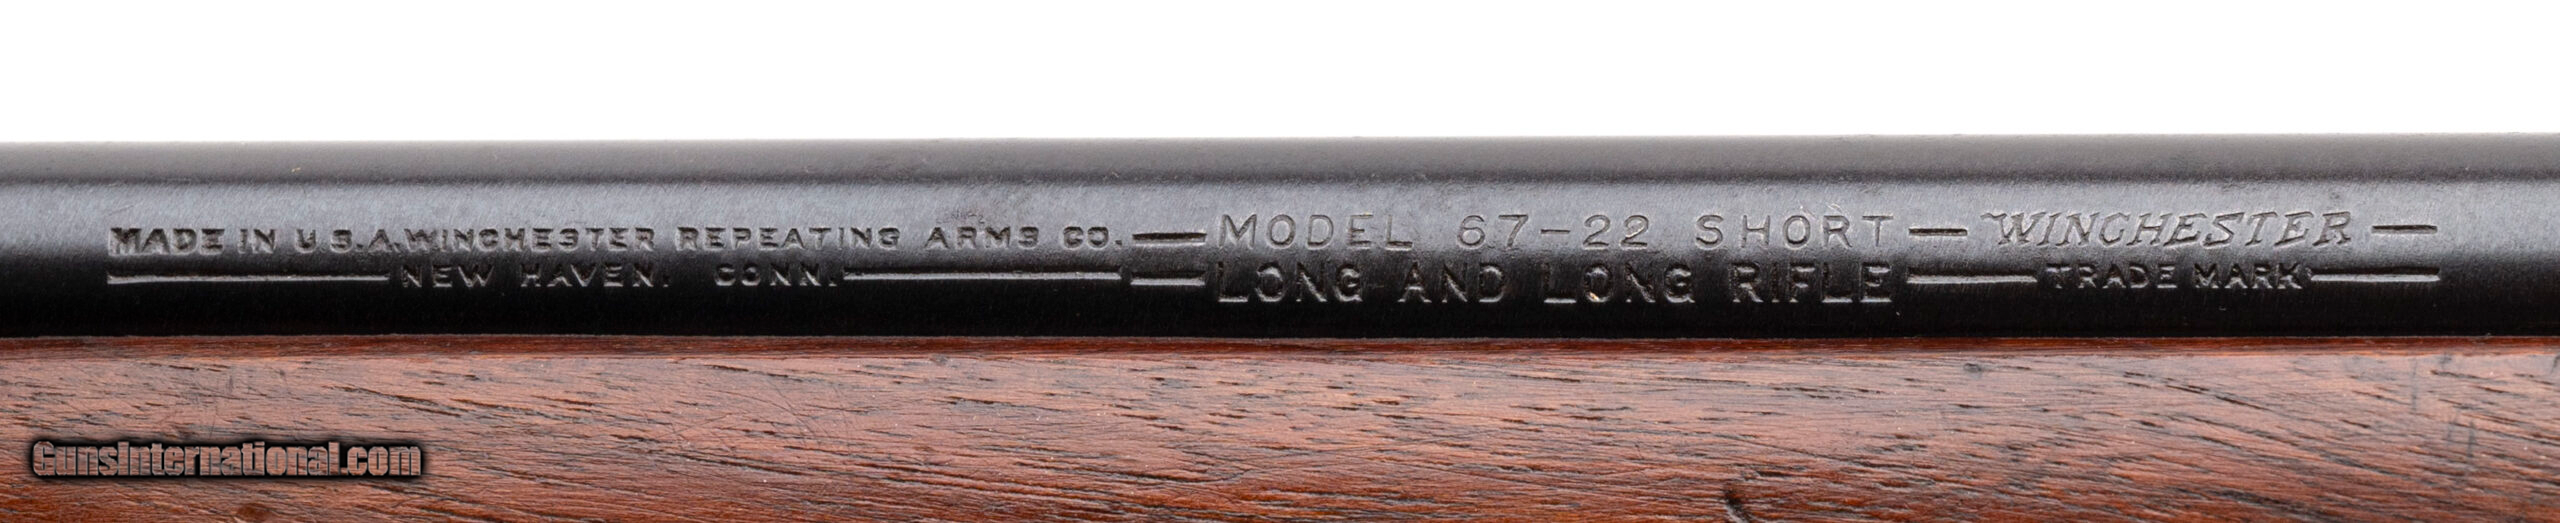 MADE IN U.S.A. WINCHESTER REPEATING ARMS CO.
NEW HAVEN, CONN.
MODEL 67-22 SHORT
LONG AND LONG RIFLE
WINCHESTER
TRADE MARK
GunsInternational.com